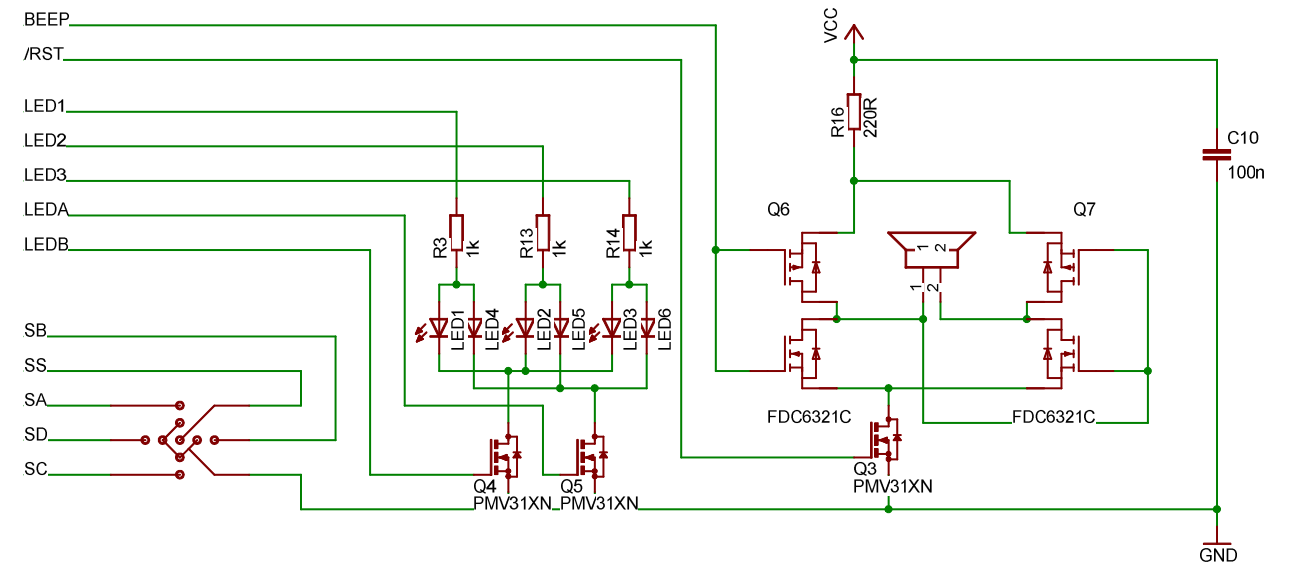 BEEP
VCC
/RST
R16
220R
LED1
C10
LED2
100n
LED3
LEDA
Q6
Q7
LEDB
R3
1k
R13
1k
R14
1k
1
2
1
2
LED1
LED4
LED2
LED5
LED3
LED6
SB
SS
SA
FDC6321C
FDC6321C
SD
SC
Q3
PMV31XN
Q4
PMV31XN
Q5
PMV31XN
GND